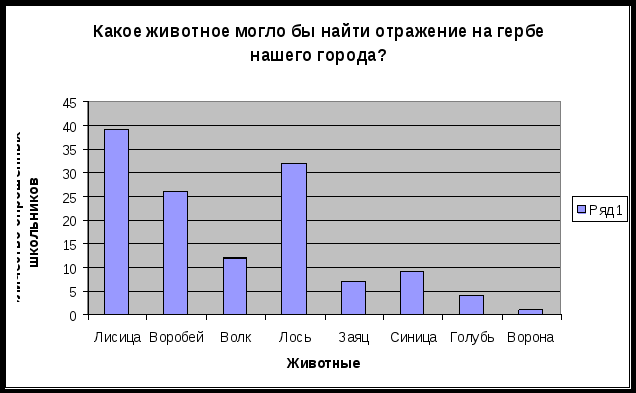 Какое животное могло бы найти отражение на гербе
нашего города?
школьников
45
40
35
30
25
20
15
10
5
0
Лисица Воробей Волк Лось Заяц Синица Голубь Ворона
Животные
Ряд1